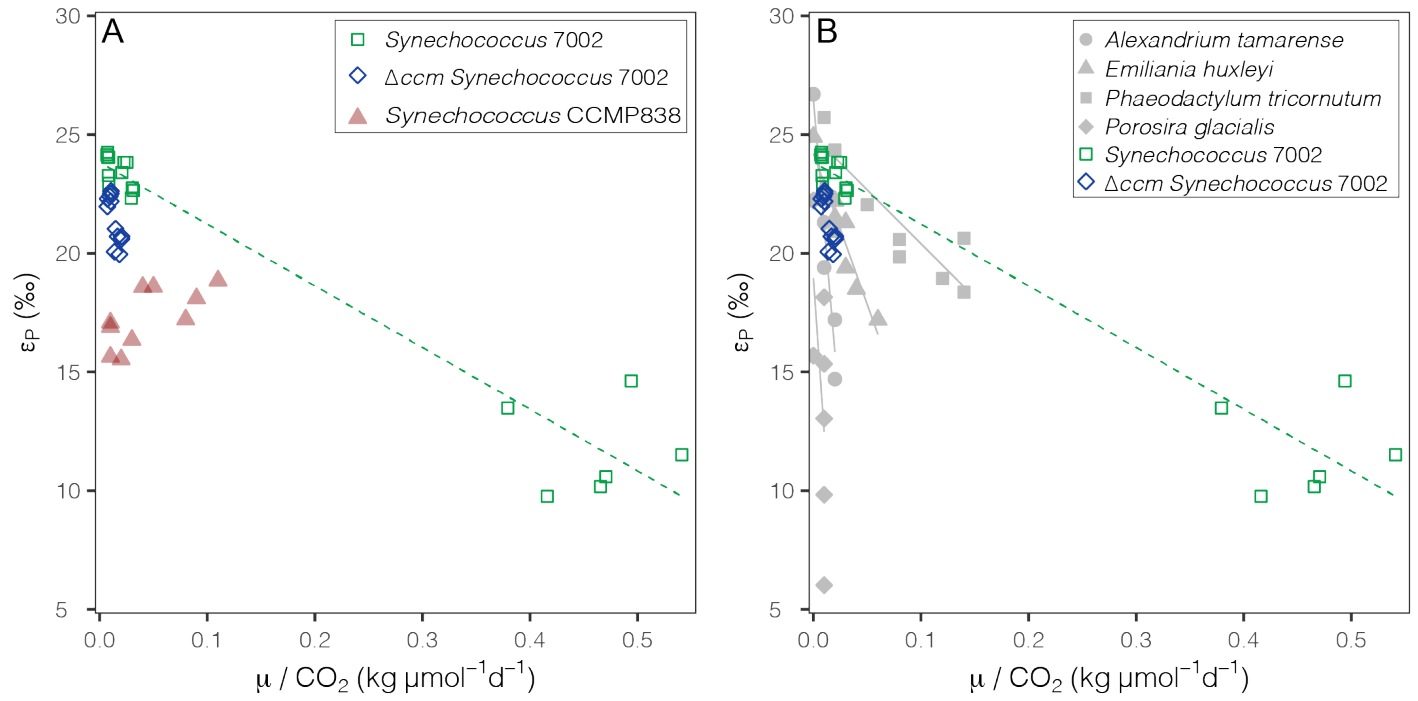 A
Synechococcus 7002
Δccm Synechococcus 7002
Synechococcus CCMP838
30
25
20
15
10
5
εP (‰)
0.0
0.1
0.2
0.3
0.4
0.5
μ / CO₂ (kg μmol⁻¹d⁻¹)
B
Alexandrium tamarense
Emiliania huxleyi
Phaeodactylum tricornutum
Porosira glacialis
Synechococcus 7002
Δccm Synechococcus 7002
30
25
20
15
10
5
εP (‰)
0.0
0.1
0.2
0.3
0.4
0.5
μ / CO₂ (kg μmol⁻¹d⁻¹)